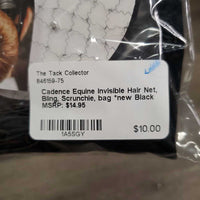 The Tack Collector
845159-75
Cadence Equine Invisible Hair Net,
Bling, Scrunchie, bag *new Black
MSRP: $14.95
1A5SGY
$10.00